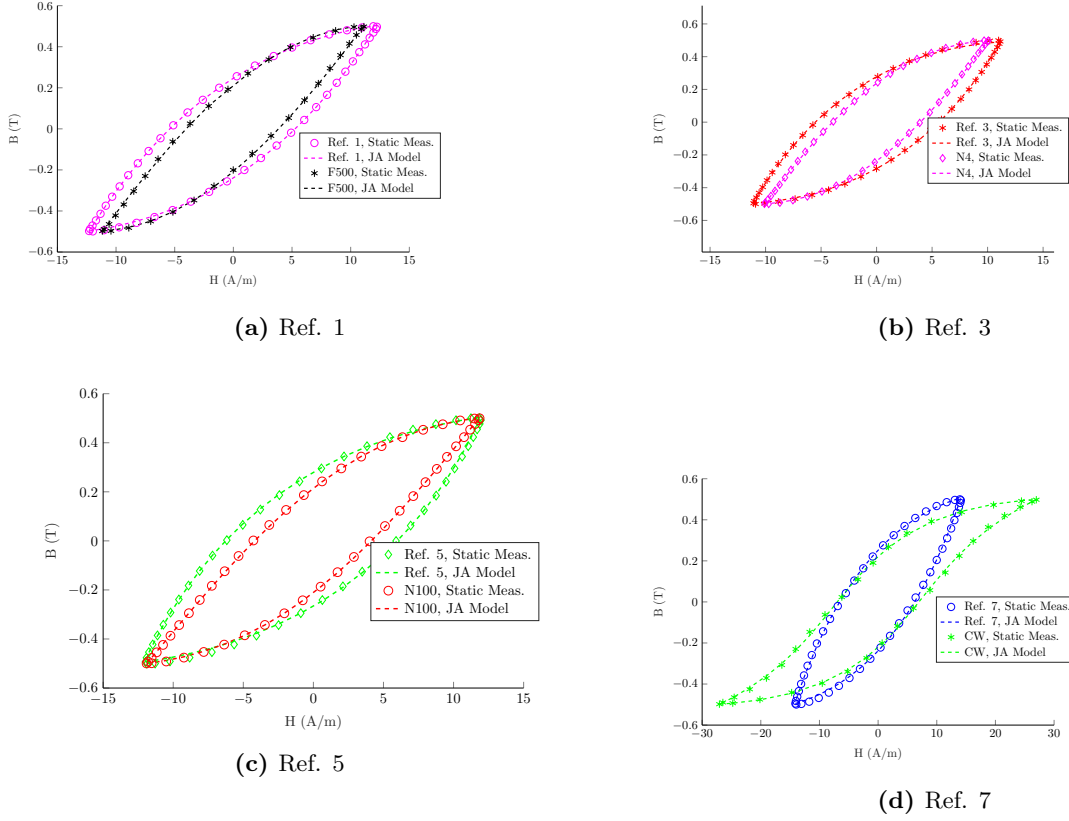 0.6
0.4
0.2
0
−0.2
−0.4
−0.6
B (T)
−15
−10
−5
0
5
10
15
H (A/m)
Ref. 1, Static Meas.
Ref. 1, JA Model
F500, Static Meas.
F500, JA Model
(a) Ref. 1
0.6
0.4
0.2
0
−0.2
−0.4
−0.6
B (T)
−15
−10
−5
0
5
10
15
H (A/m)
Ref. 3, Static Meas.
Ref. 3, JA Model
N4, Static Meas.
N4, JA Model
(b) Ref. 3
0.6
0.4
0.2
0
−0.2
−0.4
−0.6
B (T)
−15
−10
−5
0
5
10
15
H (A/m)
Ref. 5, Static Meas.
Ref. 5, JA Model
N100, Static Meas.
N100, JA Model
(c) Ref. 5
0.6
0.4
0.2
0
−0.2
−0.4
−0.6
B (T)
−30
−20
−10
0
10
20
30
H (A/m)
Ref. 7, Static Meas.
Ref. 7, JA Model
CW, Static Meas.
CW, JA Model
(d) Ref. 7